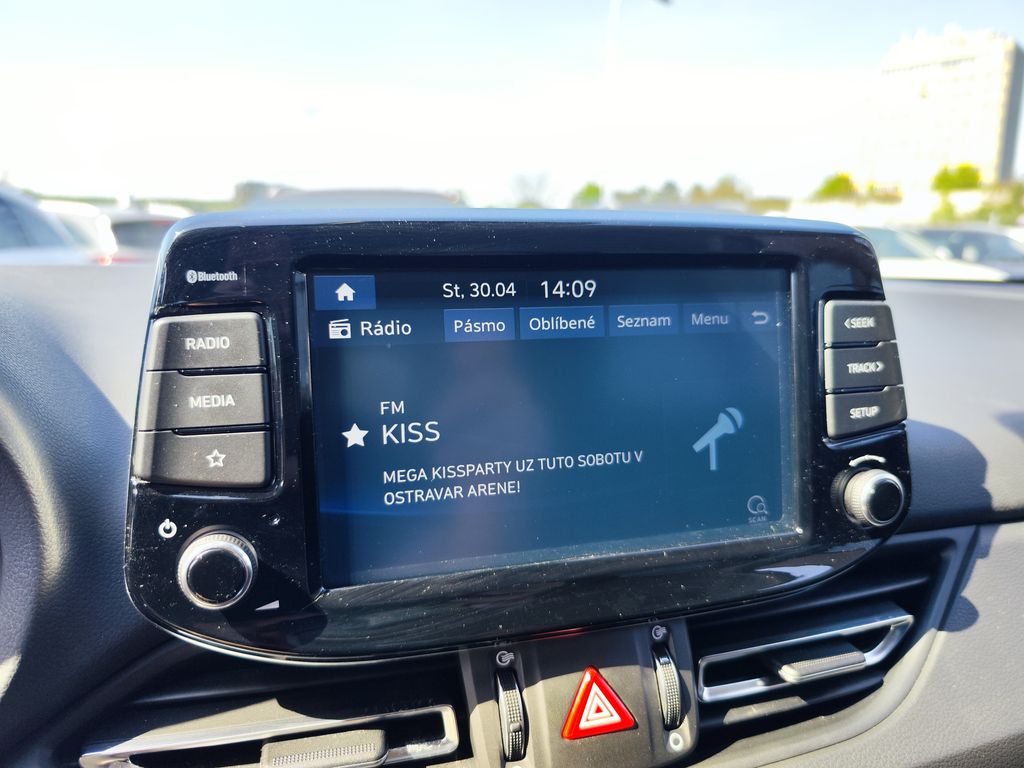 Bluetooth
St, 30.04 14:09
RADIO
Rádio Pásmo Oblíbené Seznam Menu
< SEEK
MEDIA
TRACK >
SETUP
FM
KISS
MEGA KISSPARTY UZ TUTO SOBOTU V
OSTRAVAR ARENE!
SCAN